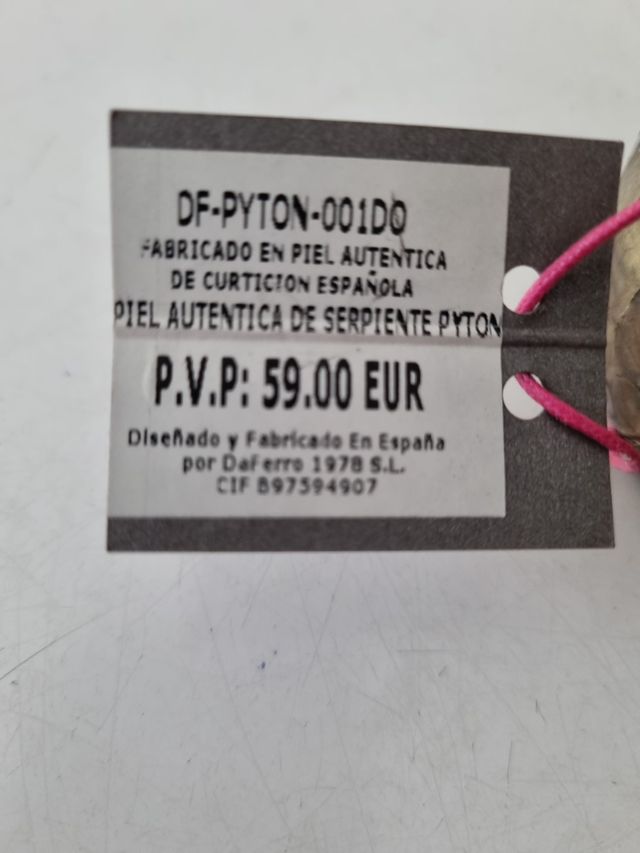 DF-PYTON-001DO
FABRICADO EN PIEL AUTENTICA
DE CURTICION ESPAÑOLA
PIEL AUTENTICA DE SERPIENTE PYTON
P.V.P: 59.00 EUR
Diseñado y Fabricado En España
por DaFerro 1978 S.L.
CIF B97594907